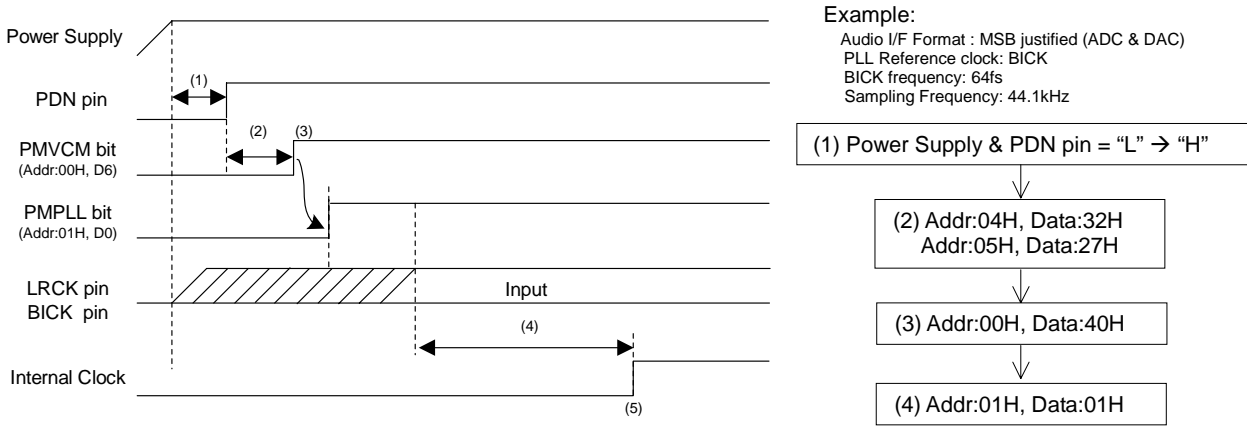 Power Supply
(1)
PDN pin
(2)
(3)
PMVCM bit
(Addr:00H, D6)
PMPLL bit
(Addr:01H, D0)
LRCK pin
BICK pin
Input
(4)
Internal Clock
(5)
Example:
Audio I/F Format : MSB justified (ADC & DAC)
PLL Reference clock: BICK
BICK frequency: 64fs
Sampling Frequency: 44.1kHz
(1) Power Supply & PDN pin = “L” → “H”
(2) Addr:04H, Data:32H
Addr:05H, Data:27H
(3) Addr:00H, Data:40H
(4) Addr:01H, Data:01H